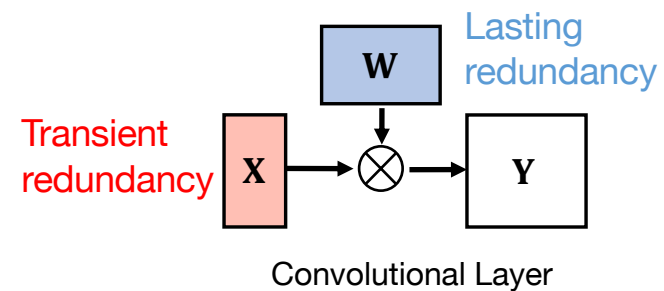 Lasting
redundancy
W
Transient
redundancy
X
Y
Convolutional Layer